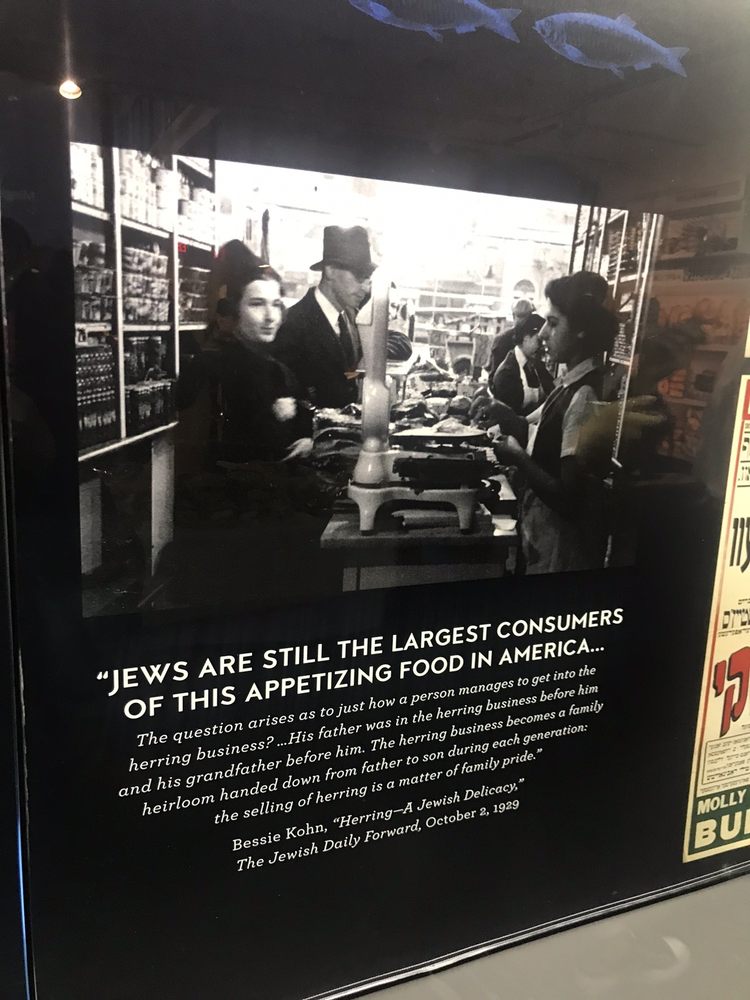 “JEWS ARE STILL THE LARGEST CONSUMERS
OF THIS APPETIZING FOOD IN AMERICA...
The question arises as to just how a person manages to get into the
herring business? ...His father was in the herring business before him
and his grandfather before him. The herring business becomes a family
heirloom handed down from father to son during each generation:
the selling of herring is a matter of family pride.”
Bessie Kohn, “Herring—A Jewish Delicacy,”
The Jewish Daily Forward, October 2, 1929
MOLLY